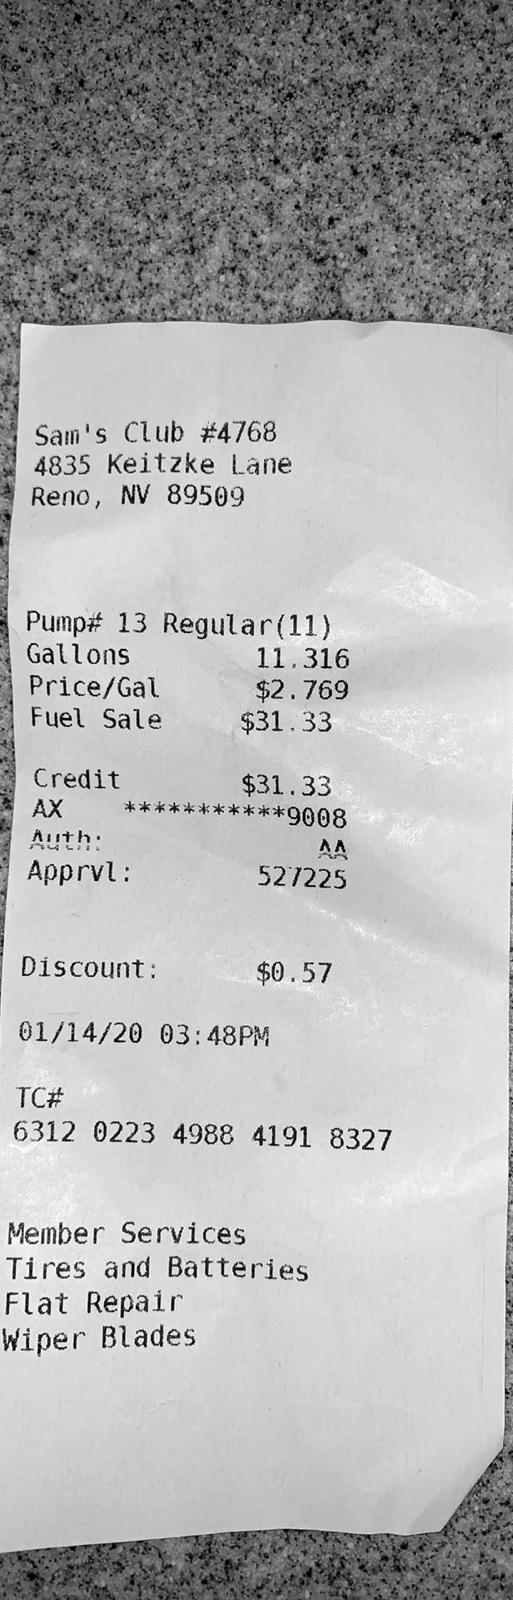 Sam's Club #4768
4835 Keitzke Lane
Reno, NV 89509
Pump# 13 Regular(11)
Gallons 11.316
Price/Gal $2.769
Fuel Sale $31.33
Credit $31.33
AX ***********9008
Auth: AA
Apprvl: 527225
Discount: $0.57
01/14/20 03:48PM
TC#
6312 0223 4988 4191 8327
Member Services
Tires and Batteries
Flat Repair
Wiper Blades